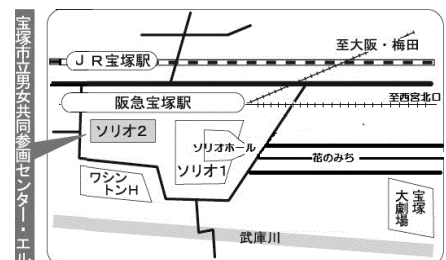 宝塚市立男女共同参画センター・エル
JR宝塚駅
至大阪・梅田
阪急宝塚駅
至西宮北口
ソリオ2
ソリオホール
ソリオ1
花のみち
ワシン
トンH
宝塚
大劇場
武庫川